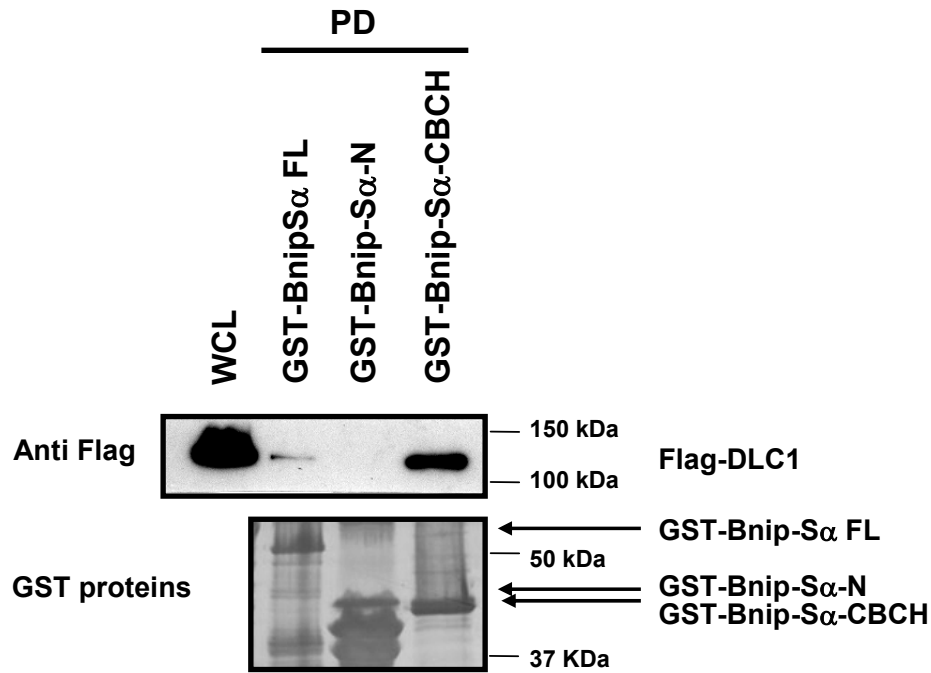 PD
WCL
GST-BnipSα FL
GST-Bnip-Sα-N
GST-Bnip-Sα-CBCH
Anti Flag
150 kDa
100 kDa
Flag-DLC1
GST proteins
50 kDa
37 KDa
GST-Bnip-Sα FL
GST-Bnip-Sα-N
GST-Bnip-Sα-CBCH